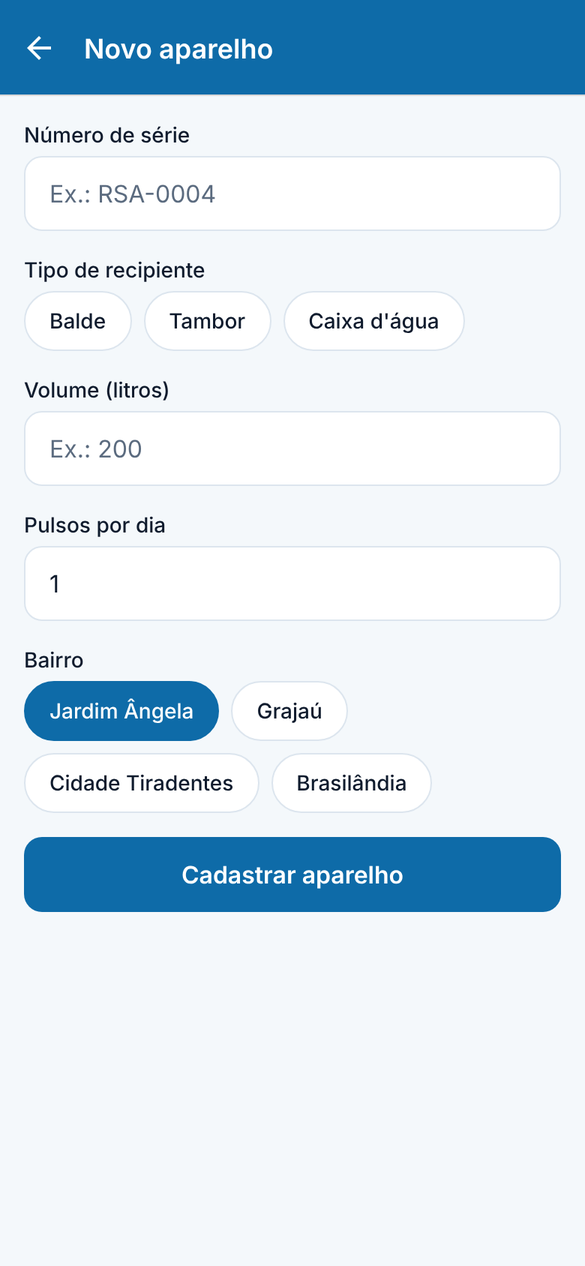 Novo aparelho
Número de série
Ex.: RSA-0004
Tipo de recipiente
Balde
Tambor
Caixa d'água
Volume (litros)
Ex.: 200
Pulsos por dia
1
Bairro
Jardim Ângela
Grajaú
Cidade Tiradentes
Brasilândia
Cadastrar aparelho